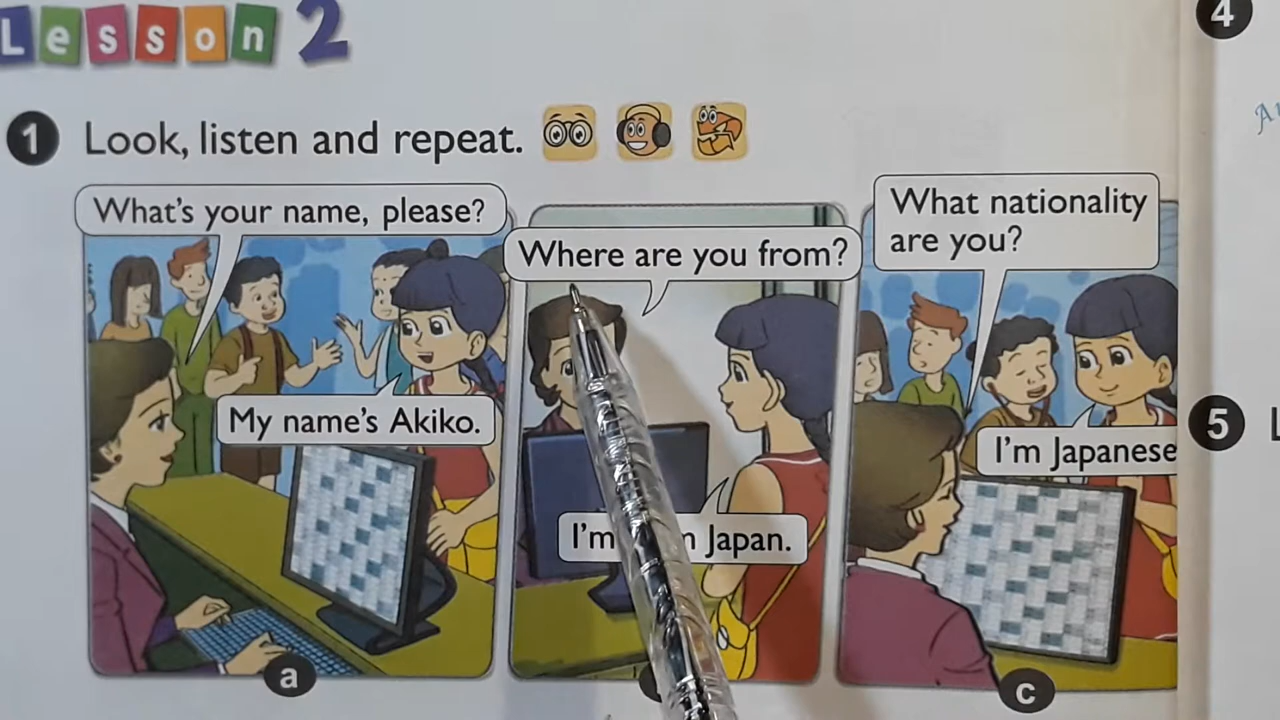 Lesson 2
1 Look, listen and repeat.
What's your name, please?
My name's Akiko.
a
Where are you from?
I'm Japan.
What nationality
are you?
I'm Japanese
c
4
5